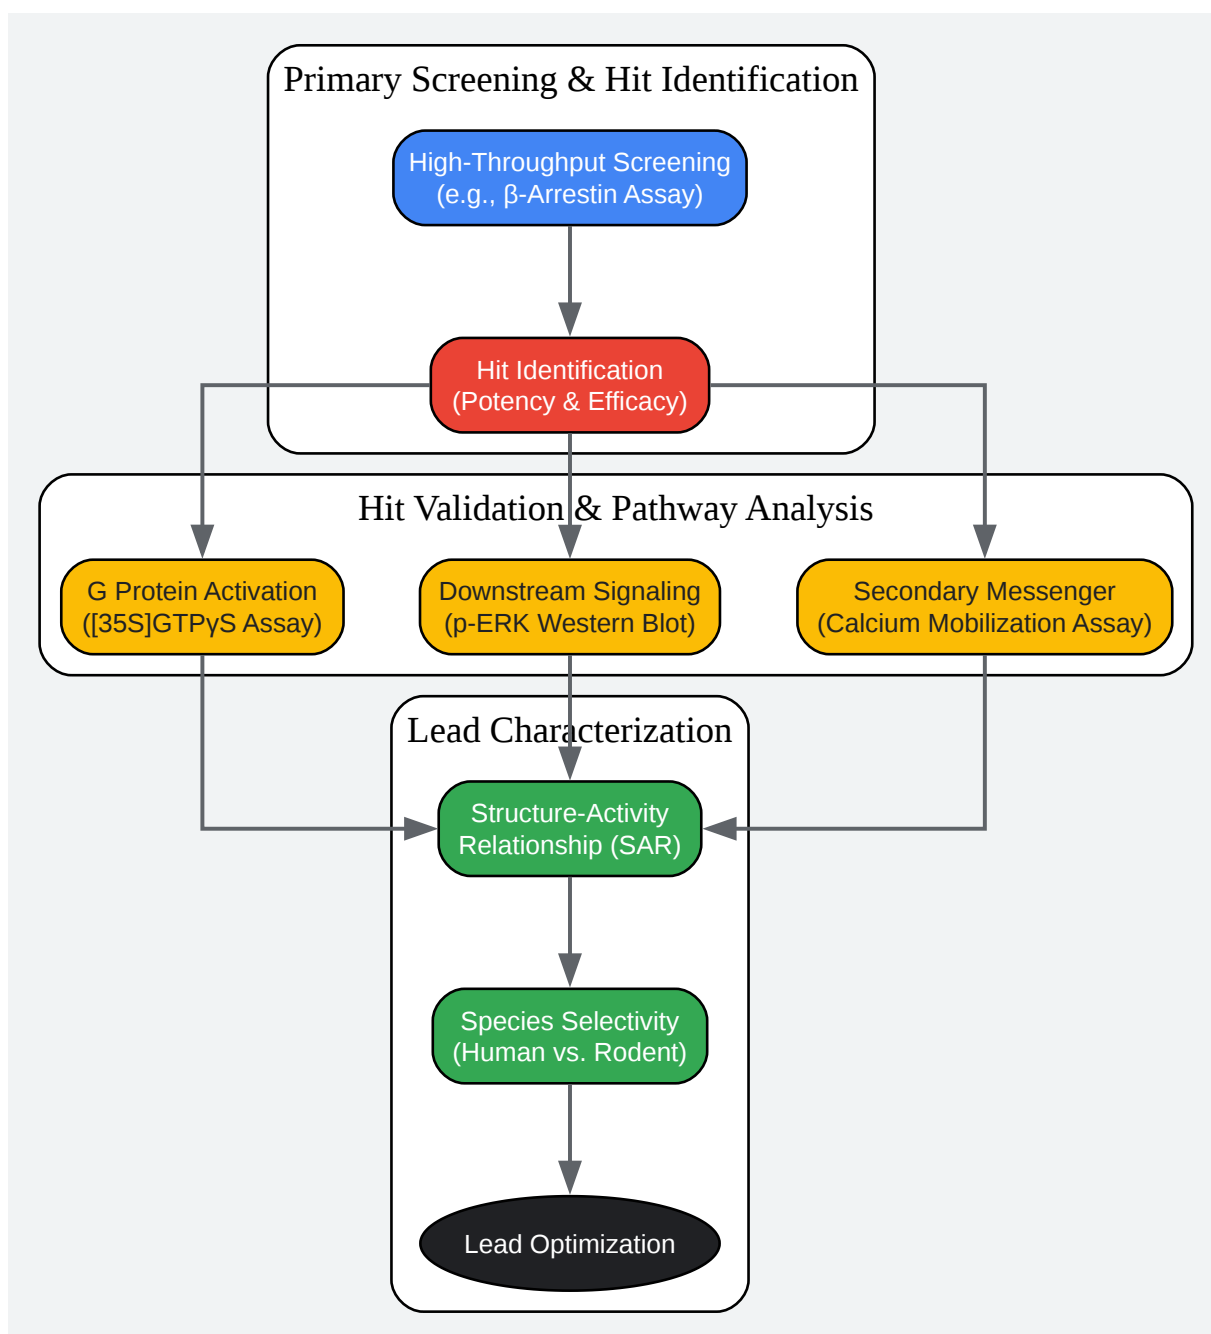 Primary Screening & Hit Identification
High-Throughput Screening
(e.g., β-Arrestin Assay)
Hit Identification
(Potency & Efficacy)
Hit Validation & Pathway Analysis
G Protein Activation
([35S]GTPγS Assay)
Downstream Signaling
(p-ERK Western Blot)
Secondary Messenger
(Calcium Mobilization Assay)
Lead Characterization
Structure-Activity
Relationship (SAR)
Species Selectivity
(Human vs. Rodent)
Lead Optimization